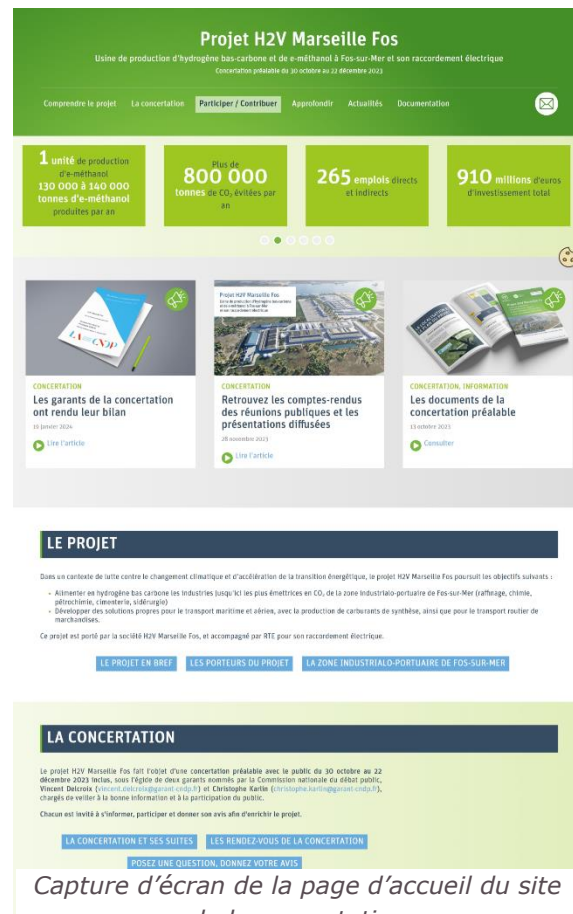 Projet H2V Marseille Fos
Usine de production d'hydrogène bas-carbone et de e-méthanol à Fos-sur-Mer et son raccordement électrique
Concertation préalable du 30 octobre au 22 décembre 2023
Comprendre le projet La concertation Participer / Contribuer Approfondir Actualités Documentation
1 unité de production
d'e-méthanol
130 000 à 140 000
tonnes d'e-méthanol
produites par an
Plus de
800 000
tonnes de CO₂ évitées par
an
265 emplois directs
et indirects
910 millions d'euros
d'investissement total
Projet H2V Marseille Fos
CONCERTATION
Les garants de la concertation
ont rendu leur bilan
Lire l'article
CONCERTATION
Retrouvez les comptes-rendus
des réunions publiques et les
présentations diffusées
28 novembre 2023
Lire l'article
CONCERTATION, INFORMATION
Les documents de la
concertation préalable
13 octobre 2023
Consulter
LE PROJET
Dans un contexte de lutte contre le changement climatique et d'accélération de la transition énergétique, le projet H2V Marseille Fos poursuit les objectifs suivants :
• Alimenter en hydrogène bas carbone les industries jusqu'ici les plus émettrices en CO₂ de la zone industrialo-portuaire de Fos-sur-Mer (raffinage, chimie,
pétrochimie, cimenterie, sidérurgie)
• Développer des solutions propres pour le transport maritime et aérien, avec la production de carburants de synthèse, ainsi que pour le transport routier de
marchandises.
Ce projet est porté par la société H2V Marseille Fos, et accompagné par RTE pour son raccordement électrique.
LE PROJET EN BREF LES PORTEURS DU PROJET LA ZONE INDUSTRIALO-PORTUAIRE DE FOS-SUR-MER
LA CONCERTATION
Le projet H2V Marseille Fos fait l'objet d'une concertation préalable avec le public du 30 octobre au 22
décembre 2023 inclus, sous l'égide de deux garants nommés par la Commission nationale du débat public,
Vincent Delcroix (vincent.delcroix@garant-cndp.fr) et Christophe Karlin (christophe.karlin@garant-cndp.fr),
chargés de veiller à la bonne information et à la participation du public.
Chacun est invité à s'informer, participer et donner son avis afin d'enrichir le projet.
LA CONCERTATION ET SES SUITES LES RENDEZ-VOUS DE LA CONCERTATION
POSEZ UNE QUESTION, DONNEZ VOTRE AVIS
Capture d'écran de la page d'accueil du site